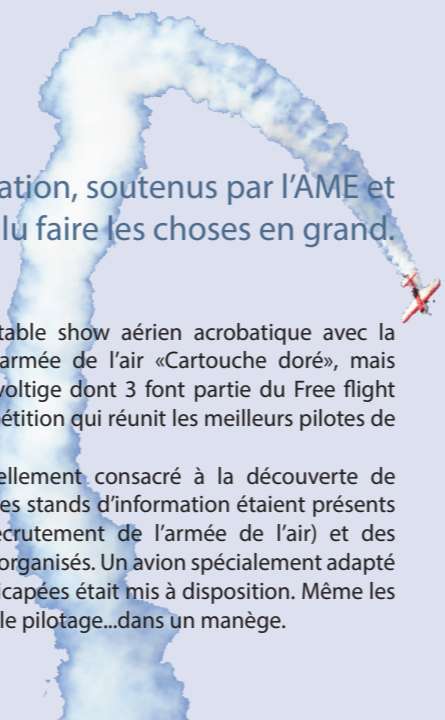 ation, soutenus par l'AME et
lu faire les choses en grand.
table show aérien acrobatique avec la
armée de l'air «Cartouche doré», mais
voltige dont 3 font partie du Free flight
pétition qui réunit les meilleurs pilotes de
ellement consacré à la découverte de
es stands d'information étaient présents
ecrutement de l'armée de l'air) et des
organisés. Un avion spécialement adapté
icapées était mis à disposition. Même les
le pilotage...dans un manège.